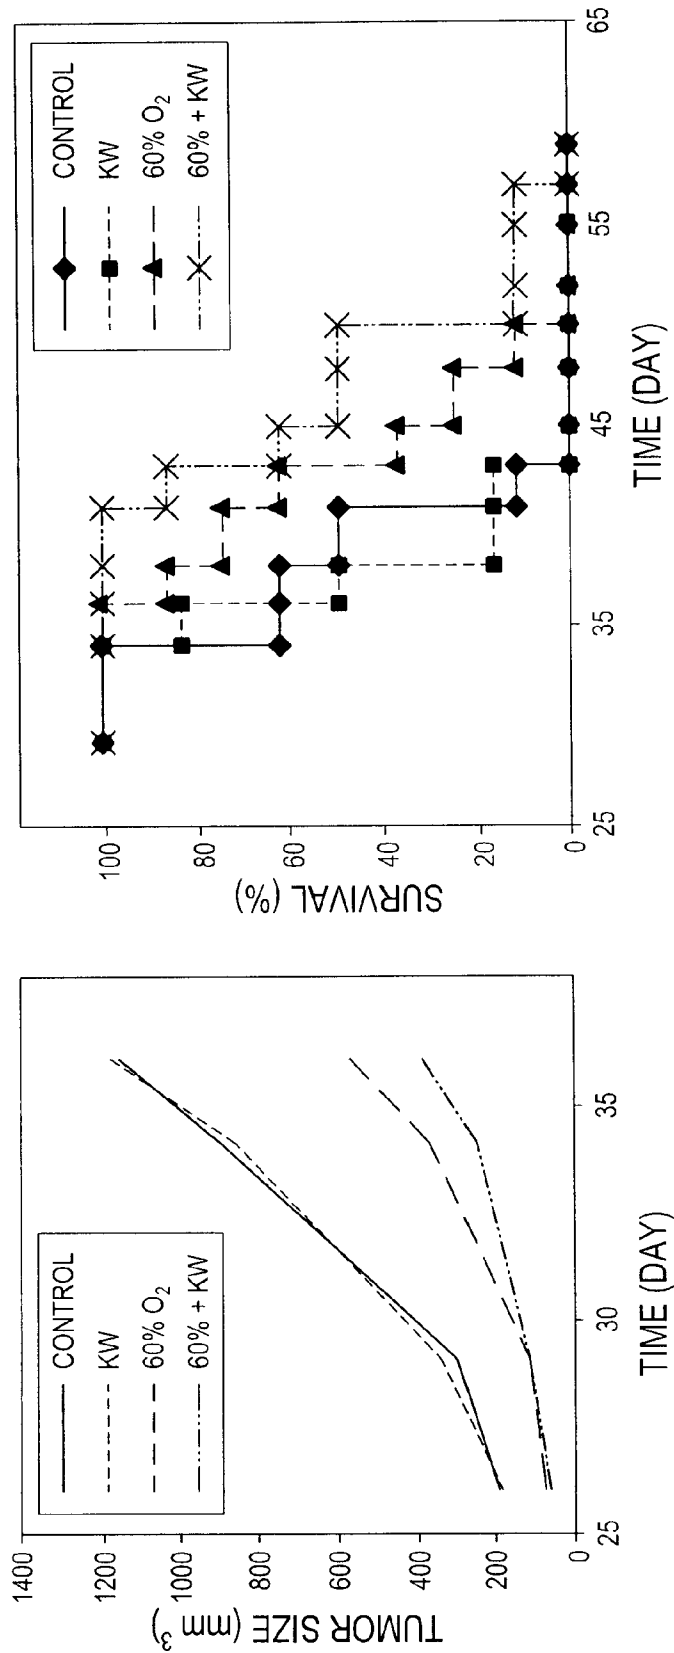 1400
1200
1000
800
600
400
200
0
TUMOR SIZE (mm³)
CONTROL
KW
60% O₂
60% + KW
25
30
35
TIME (DAY)
100
80
60
40
20
0
SURVIVAL (%)
CONTROL
KW
60% O₂
60% + KW
25
35
45
55
65
TIME (DAY)